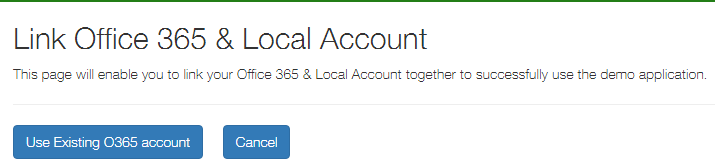 Link Office 365 & Local Account
This page will enable you to link your Office 365 & Local Account together to successfully use the demo application.
Use Existing O365 account
Cancel